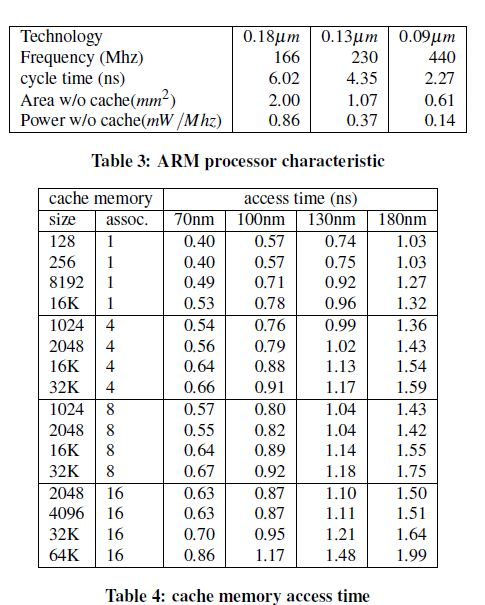 Technology 0.18μm 0.13μm 0.09μm
Frequency (Mhz) 166 230 440
cycle time (ns) 6.02 4.35 2.27
Area w/o cache(mm²) 2.00 1.07 0.61
Power w/o cache(mW/Mhz) 0.86 0.37 0.14
Table 3: ARM processor characteristic
cache memory access time (ns)
size assoc. 70nm 100nm 130nm 180nm
128 1 0.40 0.57 0.74 1.03
256 1 0.40 0.57 0.75 1.03
8192 1 0.49 0.71 0.92 1.27
16K 1 0.53 0.78 0.96 1.32
1024 4 0.54 0.76 0.99 1.36
2048 4 0.56 0.79 1.02 1.43
16K 4 0.64 0.88 1.13 1.54
32K 4 0.66 0.91 1.17 1.59
1024 8 0.57 0.80 1.04 1.43
2048 8 0.55 0.82 1.04 1.42
16K 8 0.64 0.89 1.14 1.55
32K 8 0.67 0.92 1.18 1.75
2048 16 0.63 0.87 1.10 1.50
4096 16 0.63 0.87 1.11 1.51
32K 16 0.70 0.95 1.21 1.64
64K 16 0.86 1.17 1.48 1.99
Table 4: cache memory access time